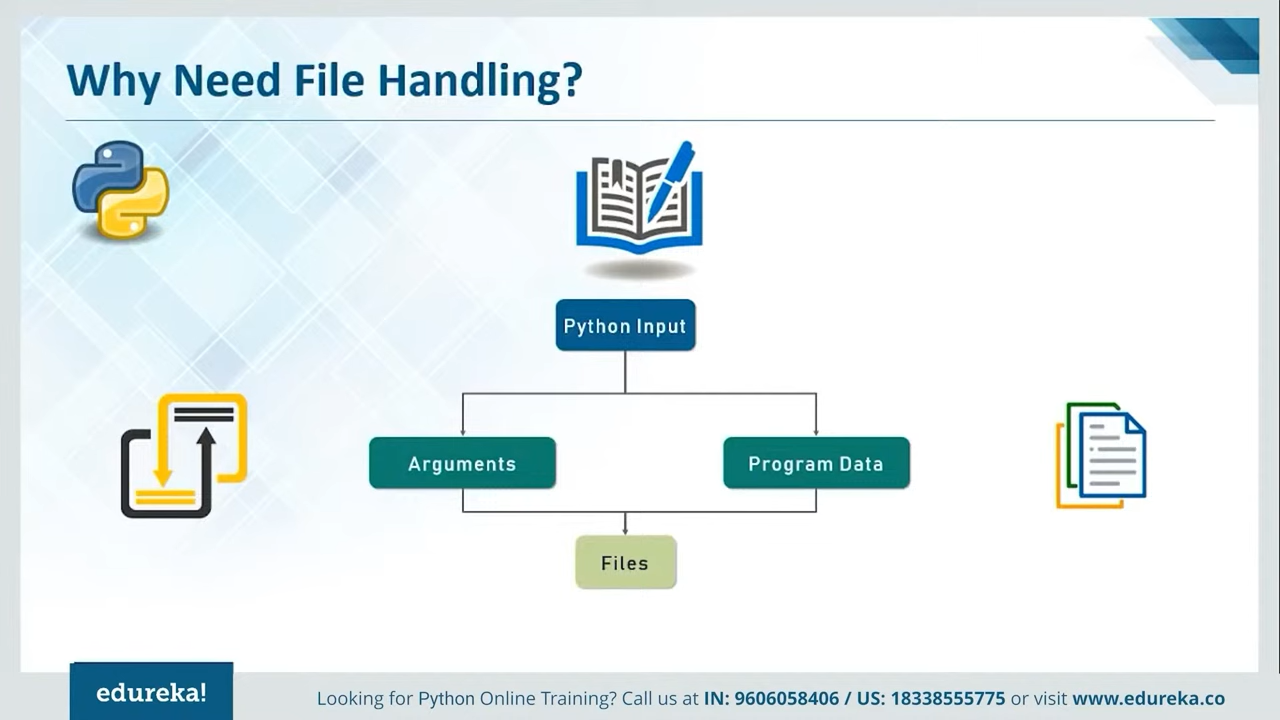 Why Need File Handling?
Python Input
Arguments
Program Data
Files
edureka!
Looking for Python Online Training? Call us at IN: 9606058406 / US: 18338555775 or visit www.edureka.co